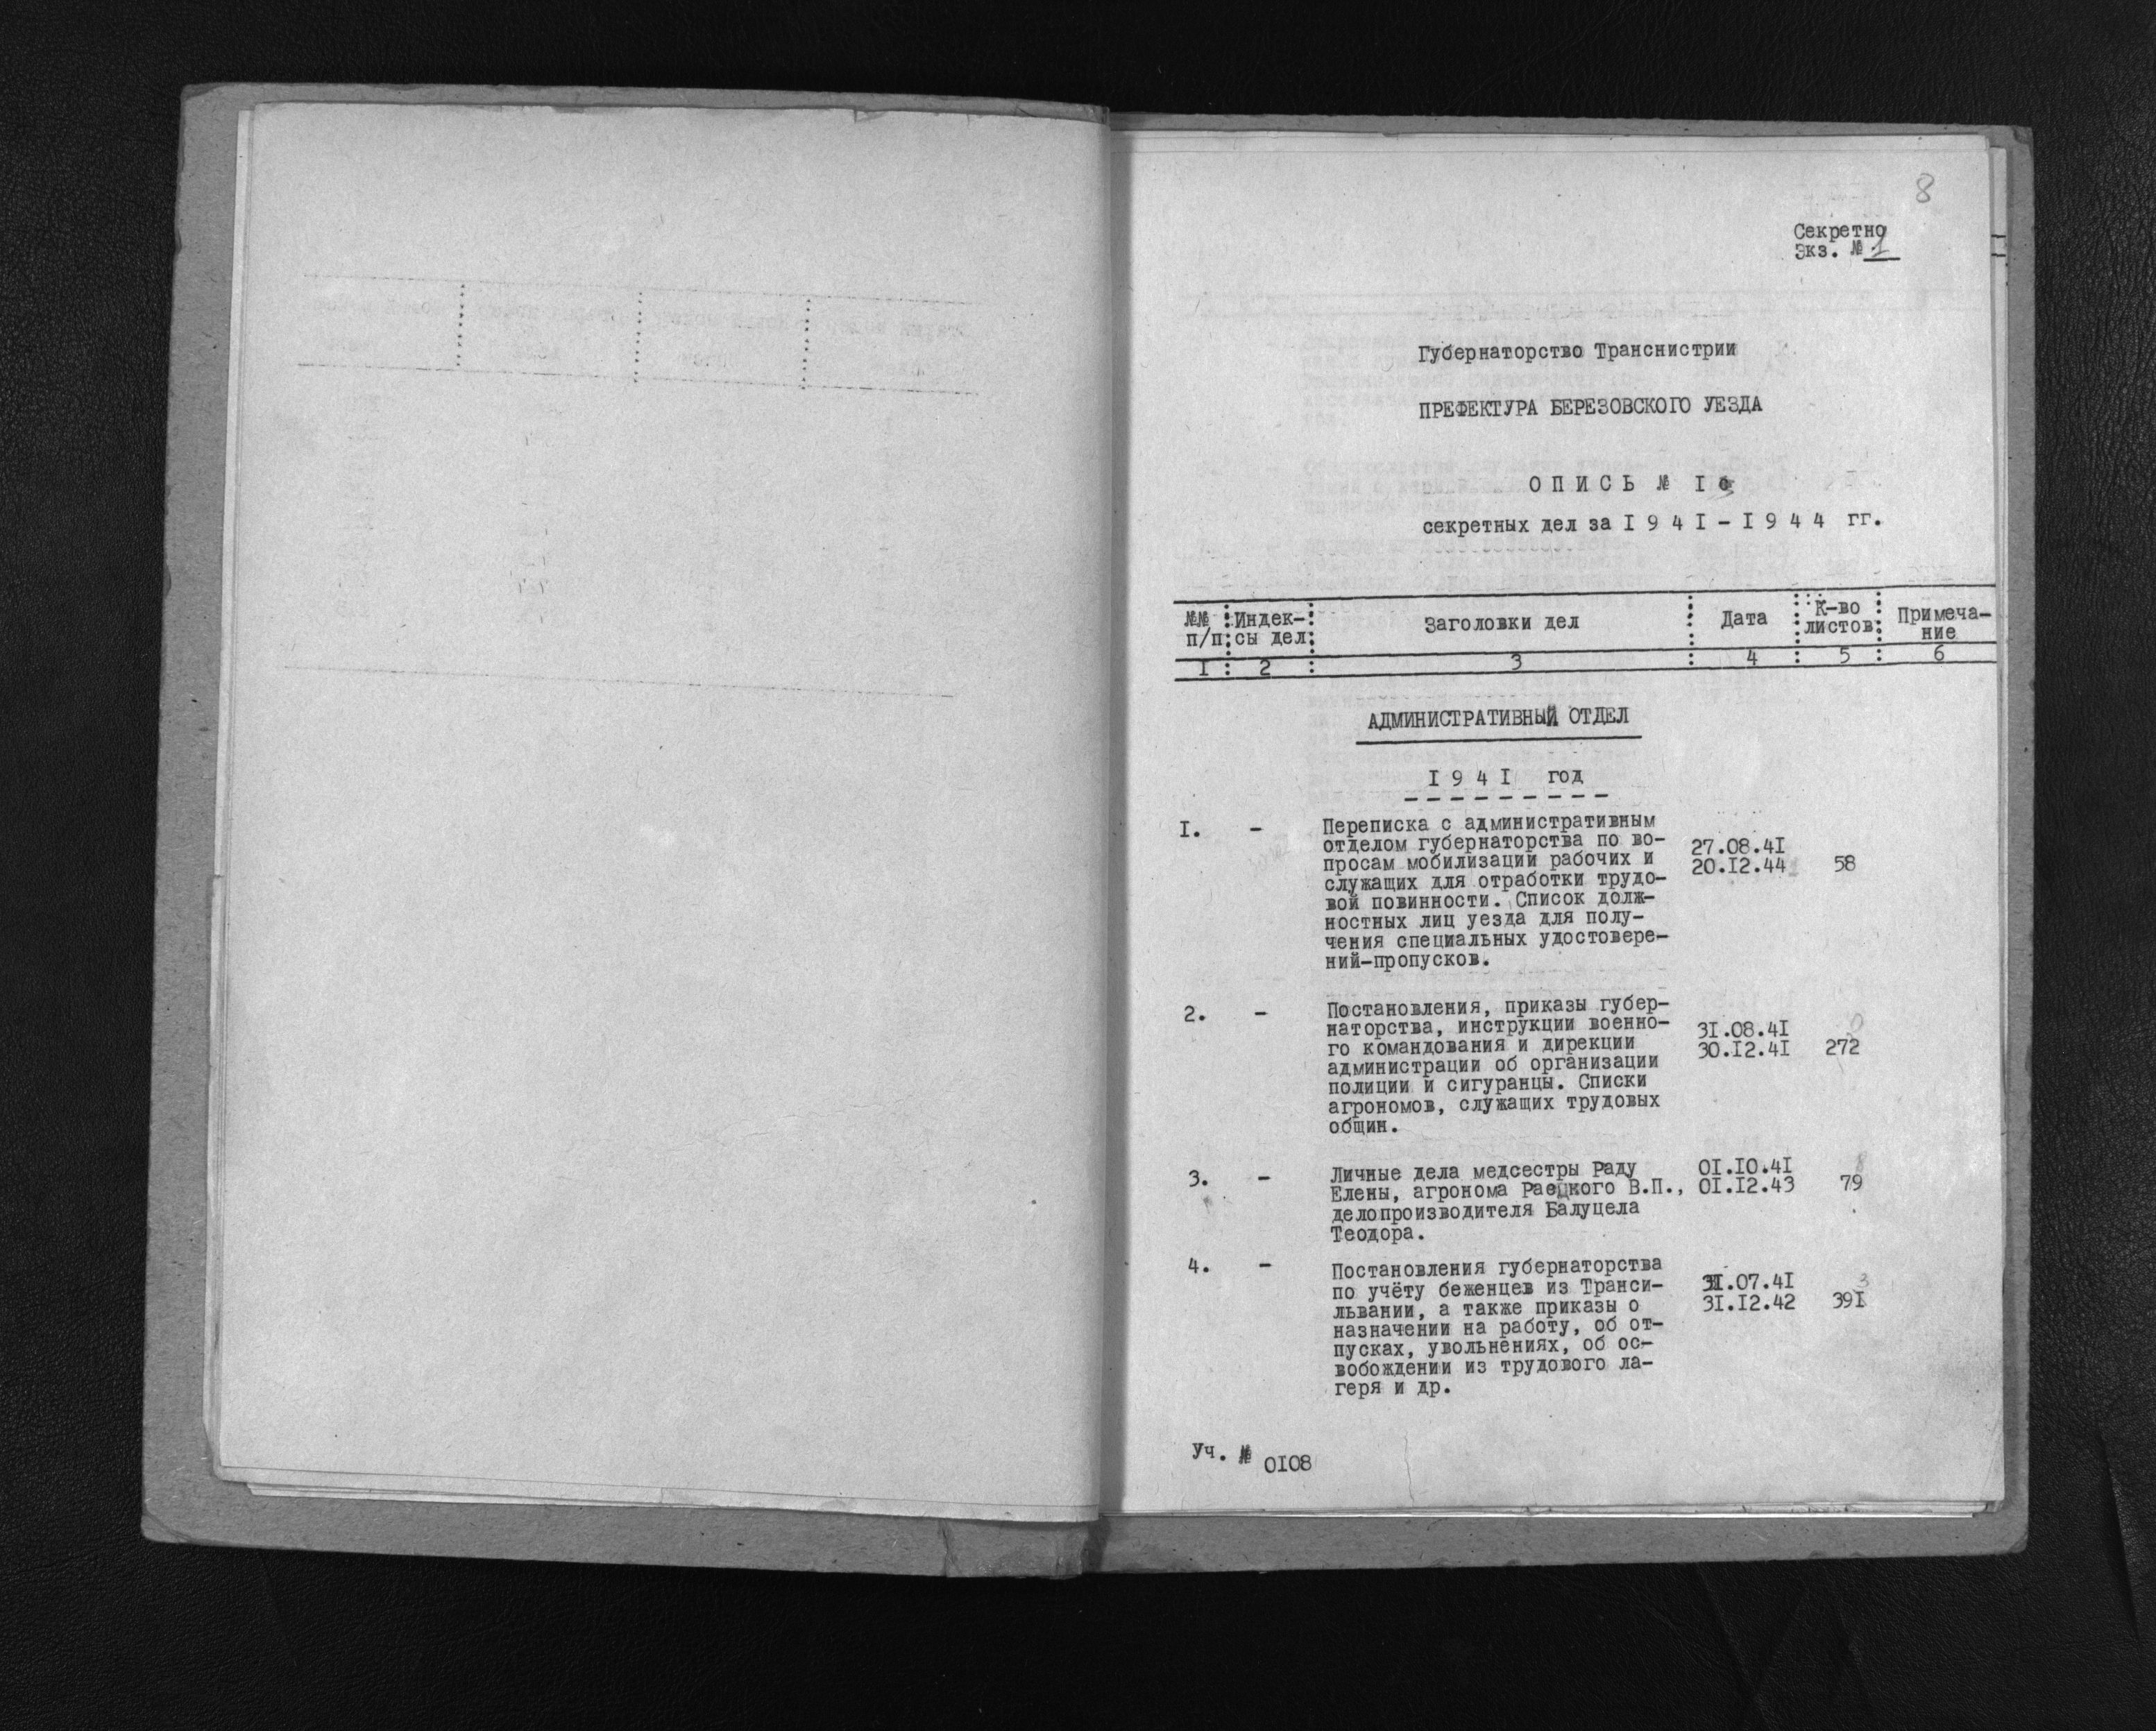 8
Секретно
Экз. № 1
Губернаторство Транснистрии
ПРЕФЕКТУРА БЕРЕЗОВСКОГО УЕЗДА
О П И С Ь № I
секретных дел за I 9 4 I - I 9 4 4 гг.
№№ п/п Индек-сы дел Заголовки дел Дата К-во листов Примеча-ние
I 2 3 4 5 6
АДМИНИСТРАТИВНЫЙ ОТДЕЛ
I 9 4 I год
I. - Переписка с административным
отделом губернаторства по во- 27.08.4I
просам мобилизации рабочих и 20.I2.44 58
служащих для отработки трудо-
вой повинности. Список долж-
ностных лиц уезда для полу-
чения специальных удостовере-
ний-пропусков.
2. - Постановления, приказы губер-
наторства, инструкции военно- 3I.08.4I
го командования и дирекции 30.I2.4I 272
администрации об организации
полиции и сигуранцы. Списки
агрономов, служащих трудовых
общин.
3. - Личные дела медсестры Раду 0I.I0.4I
Елены, агронома Раецкого В.П., 0I.I2.43 79
делопроизводителя Балуцела
Теодора.
4. - Постановления губернаторства
по учёту беженцев из Транси- 3I.07.4I
львании, а также приказы о 3I.I2.42 39I
назначении на работу, об от-
пусках, увольнениях, об ос-
вобождении из трудового ла-
геря и др.
Уч. № 0I08